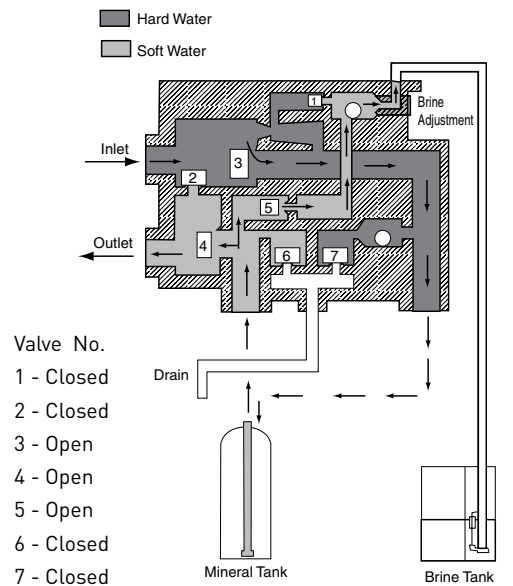 Hard Water
Soft Water
1
Brine
Adjustment
Inlet
3
2
5
Outlet
4
6
7
Valve No.
1 - Closed
2 - Closed
3 - Open
4 - Open
5 - Open
6 - Closed
7 - Closed
Drain
Mineral Tank
Brine Tank